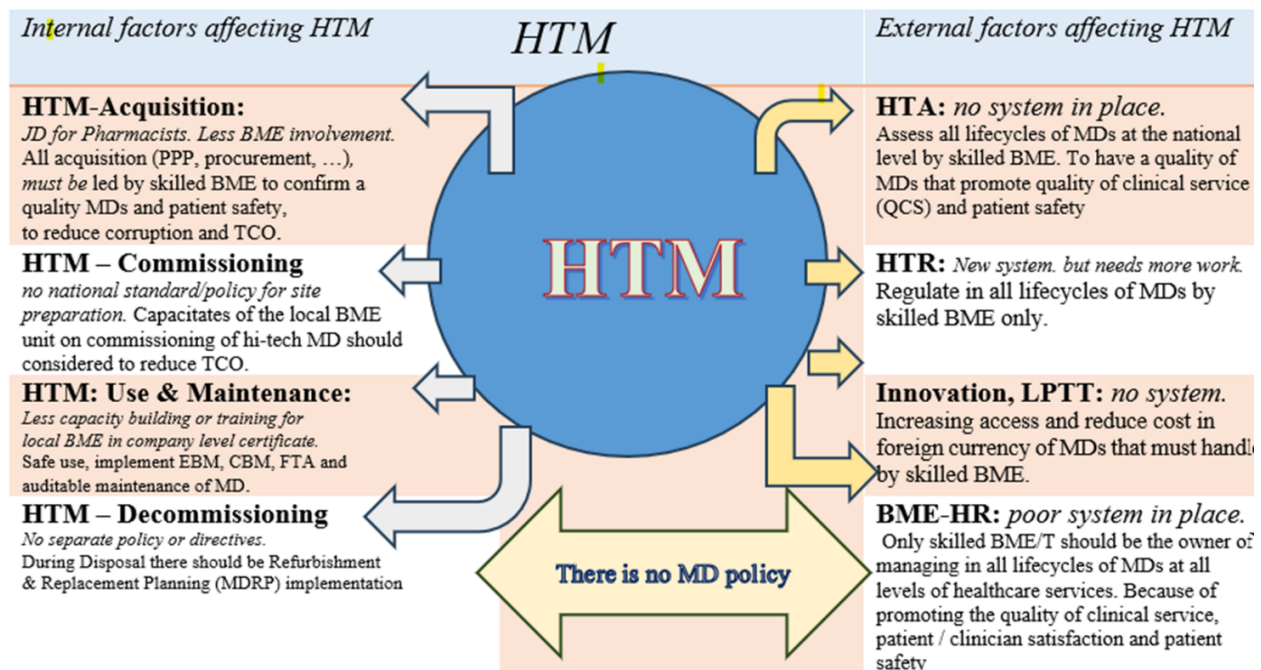 Internal factors affecting HTM
HTM-Acquisition:
JD for Pharmacists. Less BME involvement.
All acquisition (PPP, procurement, …),
must be led by skilled BME to confirm a
quality MDs and patient safety,
to reduce corruption and TCO.
HTM – Commissioning
no national standard/policy for site
preparation. Capacitates of the local BME
unit on commissioning of hi-tech MD should
considered to reduce TCO.
HTM: Use & Maintenance:
Less capacity building or training for
local BME in company level certificate.
Safe use, implement EBM, CBM, FTA and
auditable maintenance of MD.
HTM – Decommissioning
No separate policy or directives.
During Disposal there should be Refurbishment
& Replacement Planning (MDRP) implementation
HTM
HTM
There is no MD policy
External factors affecting HTM
HTA: no system in place.
Assess all lifecycles of MDs at the national
level by skilled BME. To have a quality of
MDs that promote quality of clinical service
(QCS) and patient safety
HTR: New system. but needs more work.
Regulate in all lifecycles of MDs by
skilled BME only.
Innovation, LPTT: no system.
Increasing access and reduce cost in
foreign currency of MDs that must handl
by skilled BME.
BME-HR: poor system in place.
Only skilled BME/T should be the owner of
managing in all lifecycles of MDs at all
levels of healthcare services. Because of
promoting the quality of clinical service,
patient / clinician satisfaction and patient
safety